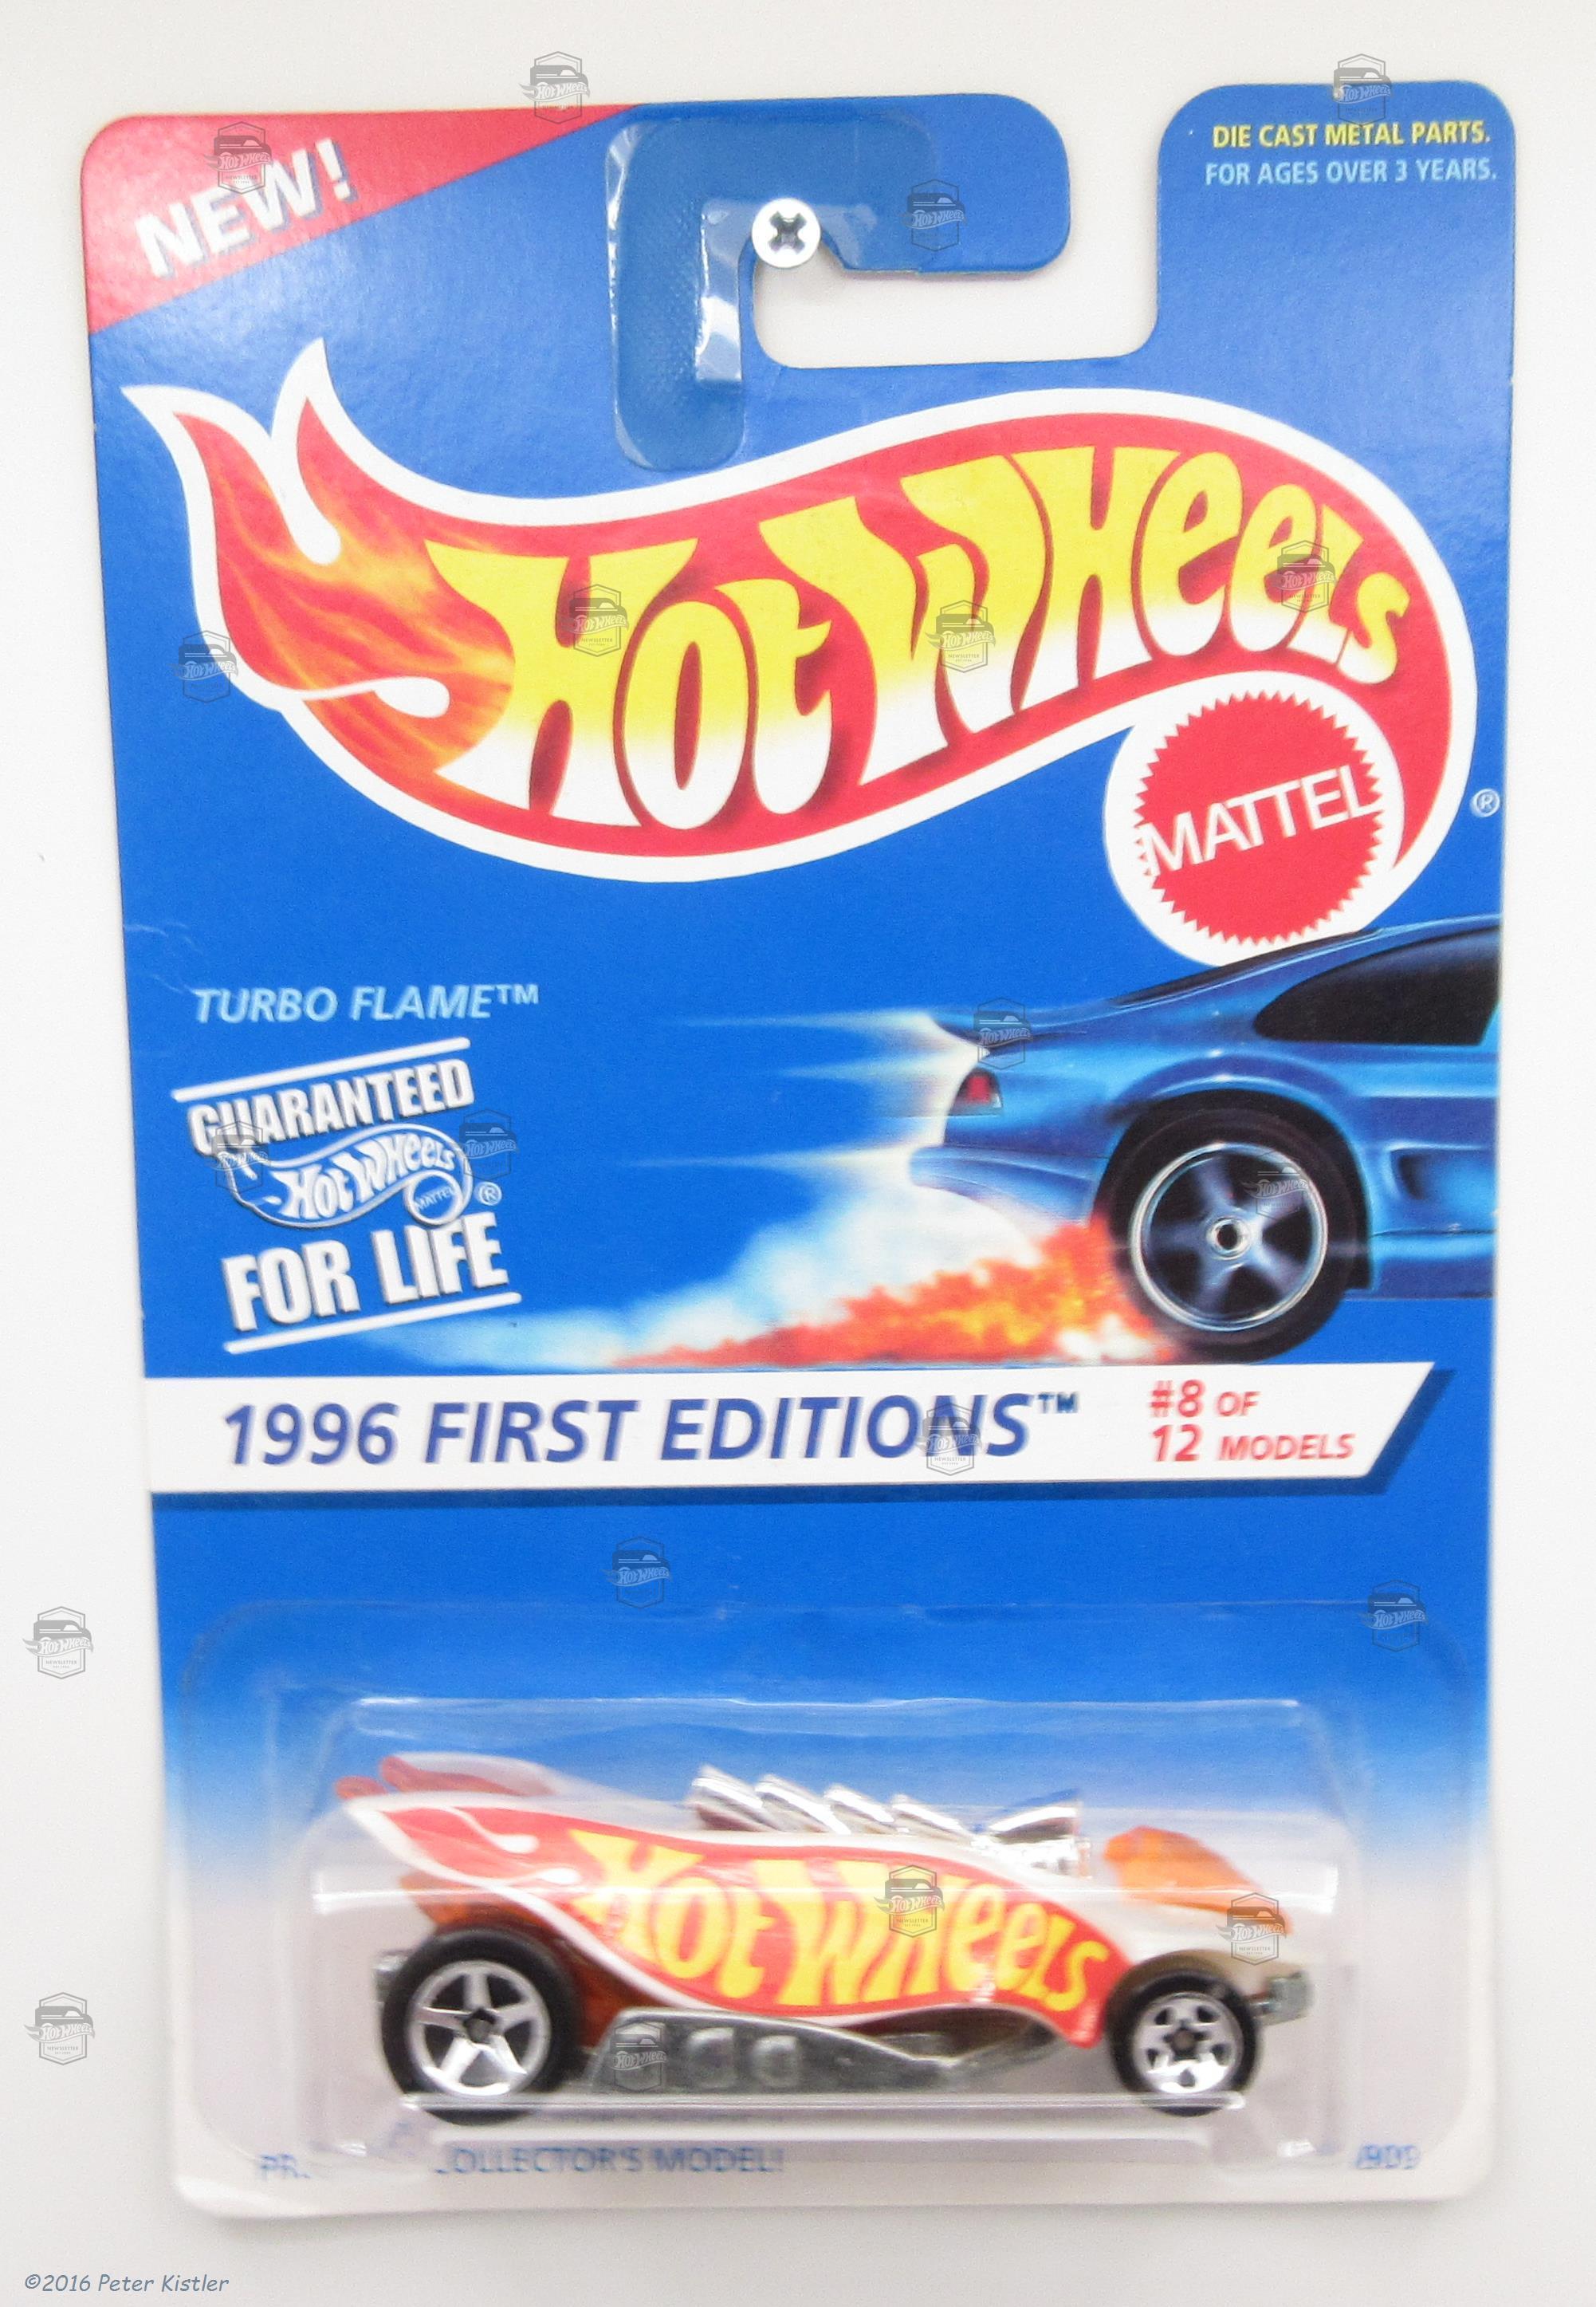 NEW!
DIE CAST METAL PARTS.
FOR AGES OVER 3 YEARS.
HOT WHEELS
MATTEL
®
TURBO FLAME™
GUARANTEED
HOT WHEELS
MATTEL ®
FOR LIFE
1996 FIRST EDITIONS™
#8 OF
12 MODELS
HOT WHEELS
COLLECTOR'S MODEL!
©2016 Peter Kistler